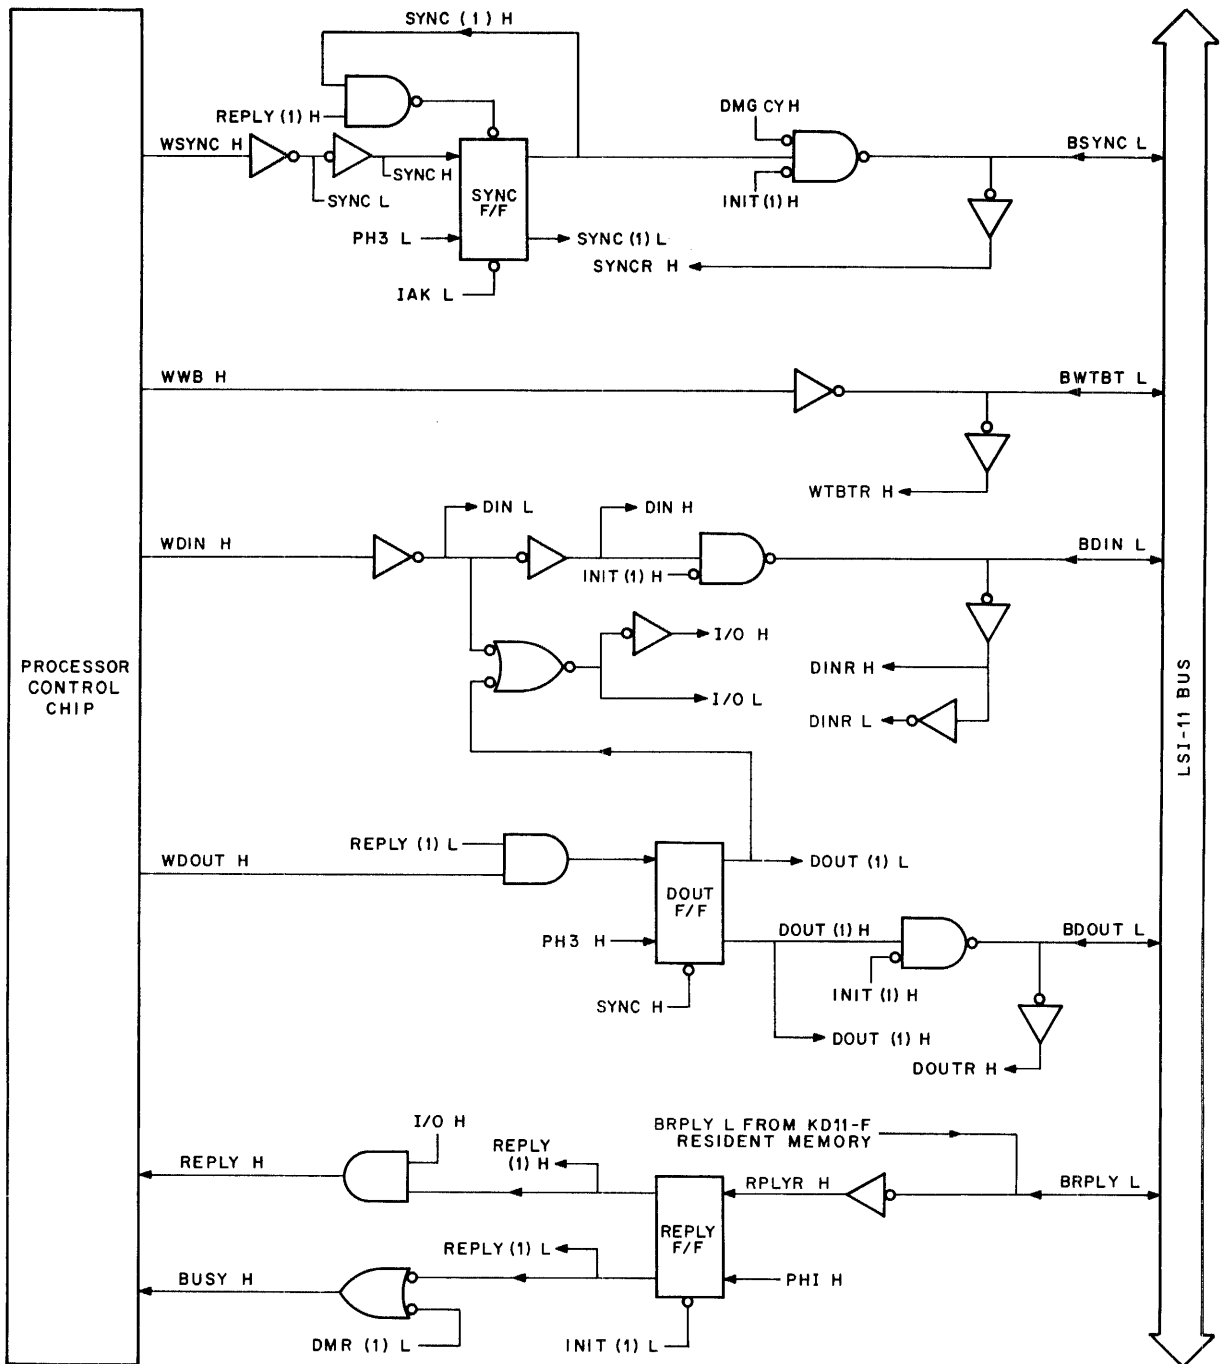 SYNC (1) H
REPLY (1) H
DMG CY H
WSYNC H
BSYNC L
SYNC H
SYNC L
SYNC
F/F
INIT (1) H
PH3 L
SYNC (1) L
SYNCR H
IAK L
WWB H
BWTBT L
WTBTR H
DIN L
DIN H
WDIN H
BDIN L
INIT (1) H
I/O H
PROCESSOR
CONTROL
CHIP
DINR H
I/O L
DINR L
LSI-11 BUS
REPLY (1) L
WDOUT H
DOUT (1) L
DOUT
F/F
PH3 H
DOUT (1) H
BDOUT L
INIT (1) H
SYNC H
DOUT (1) H
DOUTR H
I/O H
BRPLY L FROM KD11-F
RESIDENT MEMORY
REPLY
(1) H
REPLY H
RPLYR H
BRPLY L
REPLY
F/F
REPLY (1) L
BUSY H
PHI H
DMR (1) L
INIT (1) L